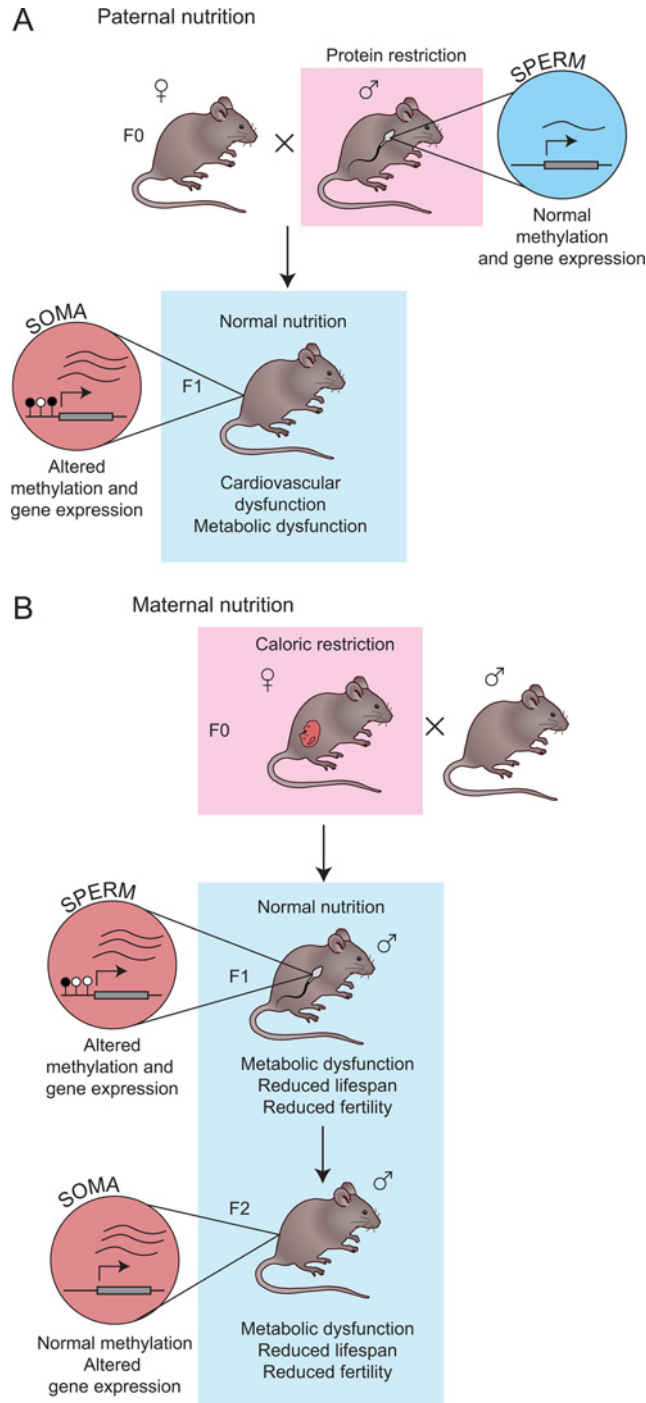 A
Paternal nutrition
Protein restriction
♀
♂
SPERM
F0
×
Normal
methylation
and gene expression
SOMA
Normal nutrition
F1
Altered
methylation and
gene expression
Cardiovascular
dysfunction
Metabolic dysfunction
B
Maternal nutrition
Caloric restriction
♀
♂
F0
×
SPERM
Normal nutrition
♂
F1
Altered
methylation and
gene expression
Metabolic dysfunction
Reduced lifespan
Reduced fertility
SOMA
♂
F2
Normal methylation
Altered
gene expression
Metabolic dysfunction
Reduced lifespan
Reduced fertility